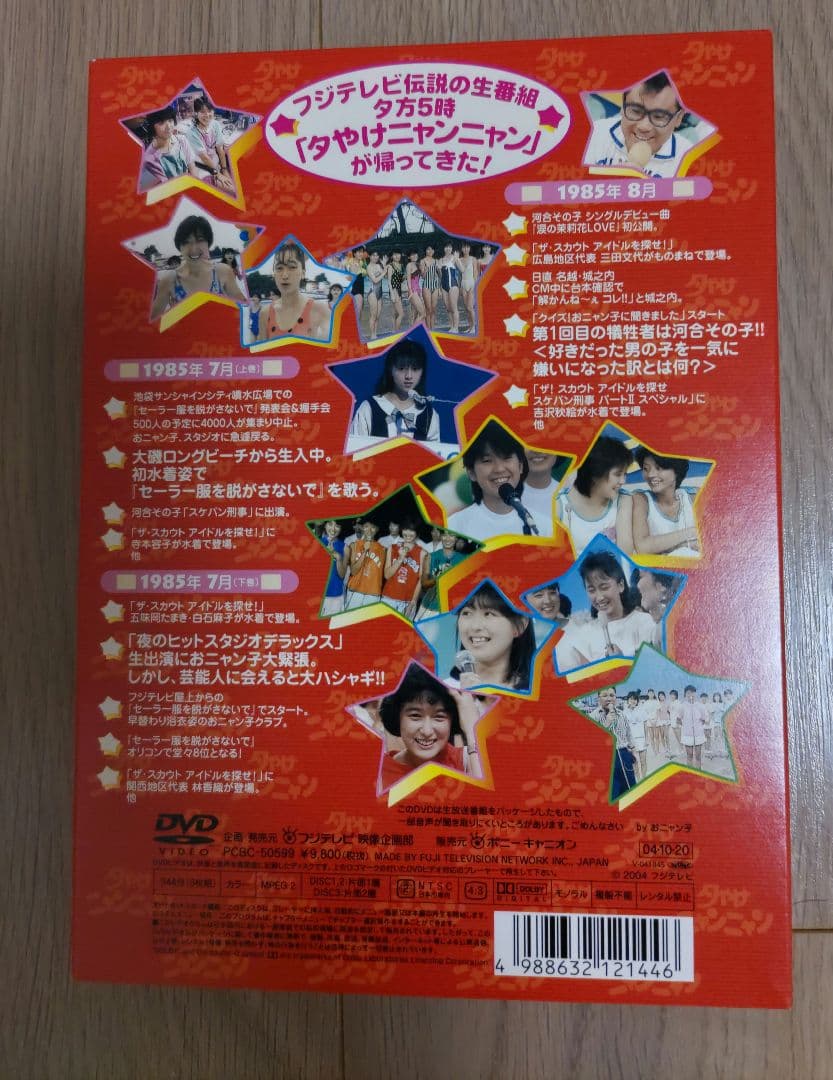 フジテレビ伝説の生番組
夕方5時
「夕やけニャンニャン」
が帰ってきた!
1985年 8月
河合その子 シングルデビュー曲
「涙の茉莉花LOVE」初公開。
「ザ・スカウト アイドルを探せ!」
広島地区代表 三田文代がものまねで登場。
日直 名越・城之内
CM中に台本確認で
「解かんね〜ぇ コレ!!」と城之内。
「クイズ!おニャン子に聞きました」スタート
第1回目の犠牲者は河合その子!!
<好きだった男の子を一気に
嫌いになった訳とは何?>
「ザ! スカウト アイドルを探せ
スケバン刑事 パートII スペシャル」に
吉沢秋絵が水着で登場。
他
1985年 7月(上巻)
池袋サンシャインシティ噴水広場での
『セーラー服を脱がさないで』発表会&握手会
500人の予定に4000人が集まり中止。
おニャン子、スタジオに急遽戻る。
大磯ロングビーチから生入中。
初水着姿で
『セーラー服を脱がさないで』を歌う。
河合その子「スケバン刑事」に出演。
「ザ・スカウト アイドルを探せ!」に
寺本容子が水着で登場。
他
1985年 7月(下巻)
「ザ・スカウト アイドルを探せ!」
五味岡たまき・白石麻子が水着で登場。
「夜のヒットスタジオデラックス」
生出演におニャン子大緊張。
しかし、芸能人に会えると大ハシャギ!!
フジテレビ屋上からの
「セーラー服を脱がさないで」でスタート。
早替わり浴衣姿のおニャン子クラブ。
「セーラー服を脱がさないで」
オリコンで堂々8位となる!
「ザ・スカウト アイドルを探せ!」に
関西地区代表 林香織が登場。
他
このDVDは生放送番組をパッケージしたもので、
一部音声が聞き取りにくいところがあります。ごめんなさい by おニャン子
DVD
VIDEO
企画 発売元 フジテレビ 映像企画部 販売元 ポニー キャニオン
04・10・20
PCBC-50599 ¥9,800(税抜) MADE BY FUJI TELEVISION NETWORK INC., JAPAN
© 2004 フジテレビ
カラー
MPEG 2
DISC1,2:片面1層
DISC3:片面2層
NTSC
日本市場向
4:3
DOLBY
DIGITAL
モノラル
複製不能
レンタル禁止
4 988632 121446